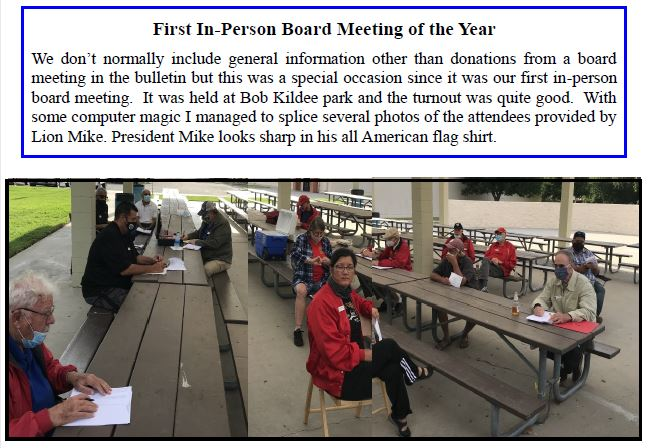 First In-Person Board Meeting of the Year
We don’t normally include general information other than donations from a board
meeting in the bulletin but this was a special occasion since it was our first in-person
board meeting.  It was held at Bob Kildee park and the turnout was quite good.  With
some computer magic I managed to splice several photos of the attendees provided by
Lion Mike. President Mike looks sharp in his all American flag shirt.